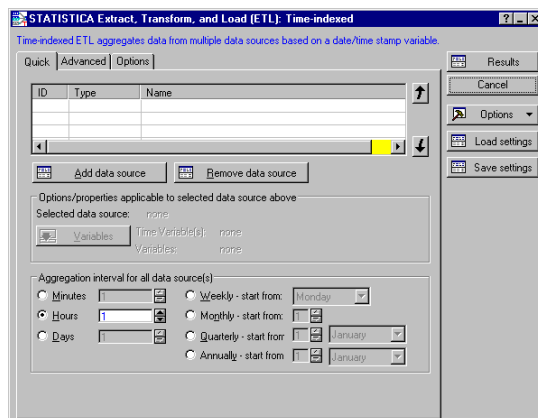 STATISTICA Extract, Transform, and Load (ETL): Time-indexed
Time-indexed ETL aggregates data from multiple data sources based on a date/time stamp variable.
Quick Advanced Options
ID Type Name
Add data source Remove data source
Options/properties applicable to selected data source above
Selected data source: none
Variables Time Variable(s): none
Variables: none
Aggregation interval for all data source(s)
Minutes 1 Weekly - start from: Monday
Hours 1 Monthly - start from: 1
Days 1 Quarterly - start from 1 January
Annually - start from 1 January
Results
Cancel
Options
Load settings
Save settings